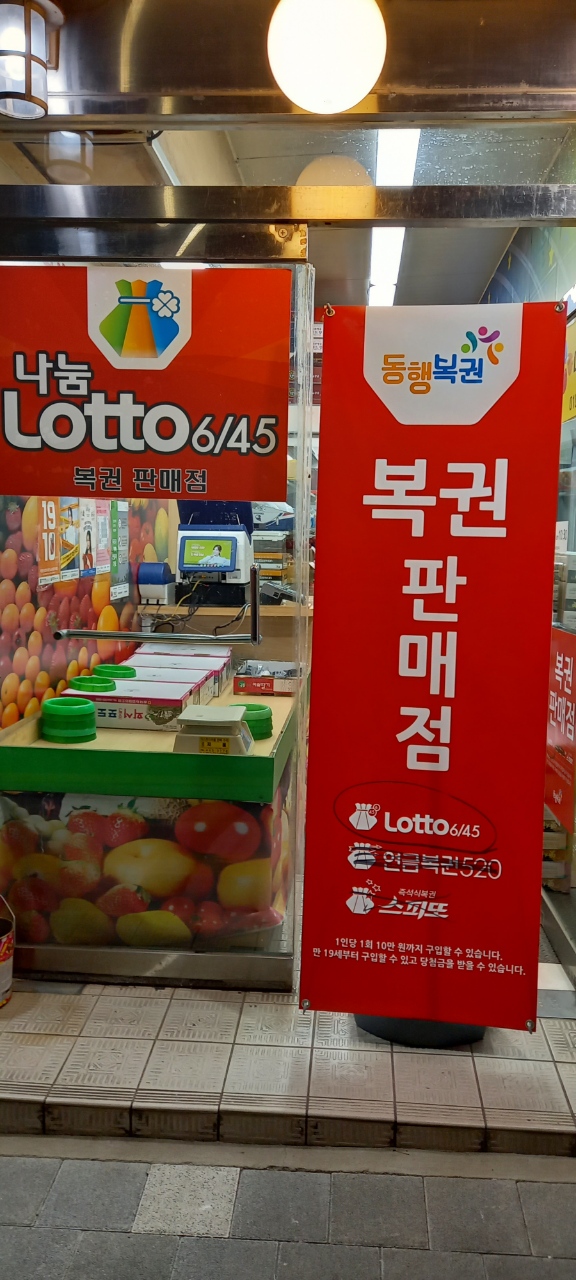 나눔
Lotto 6/45
복권 판매점
19
10
동행복권
복권
판
매
점
Lotto 6/45
연금복권520
즉석식복권
스피또
1인당 1회 10만 원까지 구입할 수 있습니다.
만 19세부터 구입할 수 있고 당첨금을 받을 수 있습니다.
복권
판매점